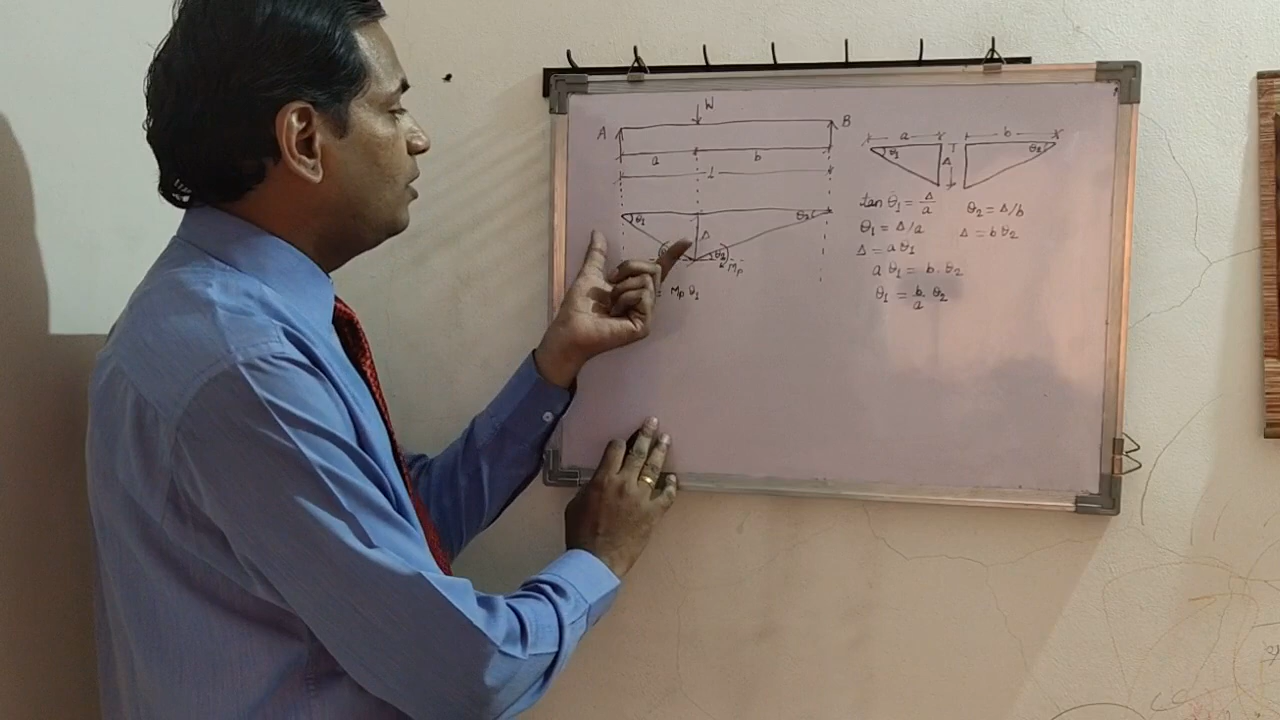 W
A B
a b
l
θ₁ θ₂
Δ
θ₂
Mp
= Mp θ₁
a b
θ₁ Δ θ₂
tan θ₁ = Δ/a
θ₁ = Δ/a
Δ = a θ₁
θ₂ = Δ/b
Δ = b θ₂
a θ₁ = b. θ₂
θ₁ = b/a θ₂